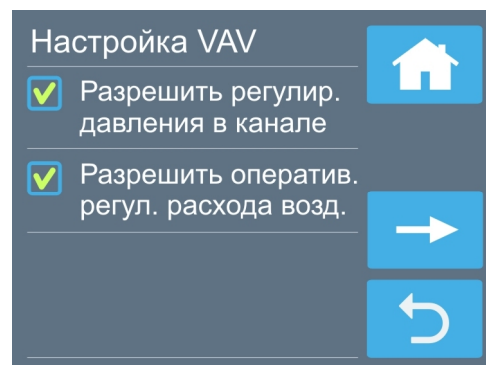 Настройка VAV
Разрешить регулир.
давления в канале
Разрешить оператив.
регул. расхода возд.